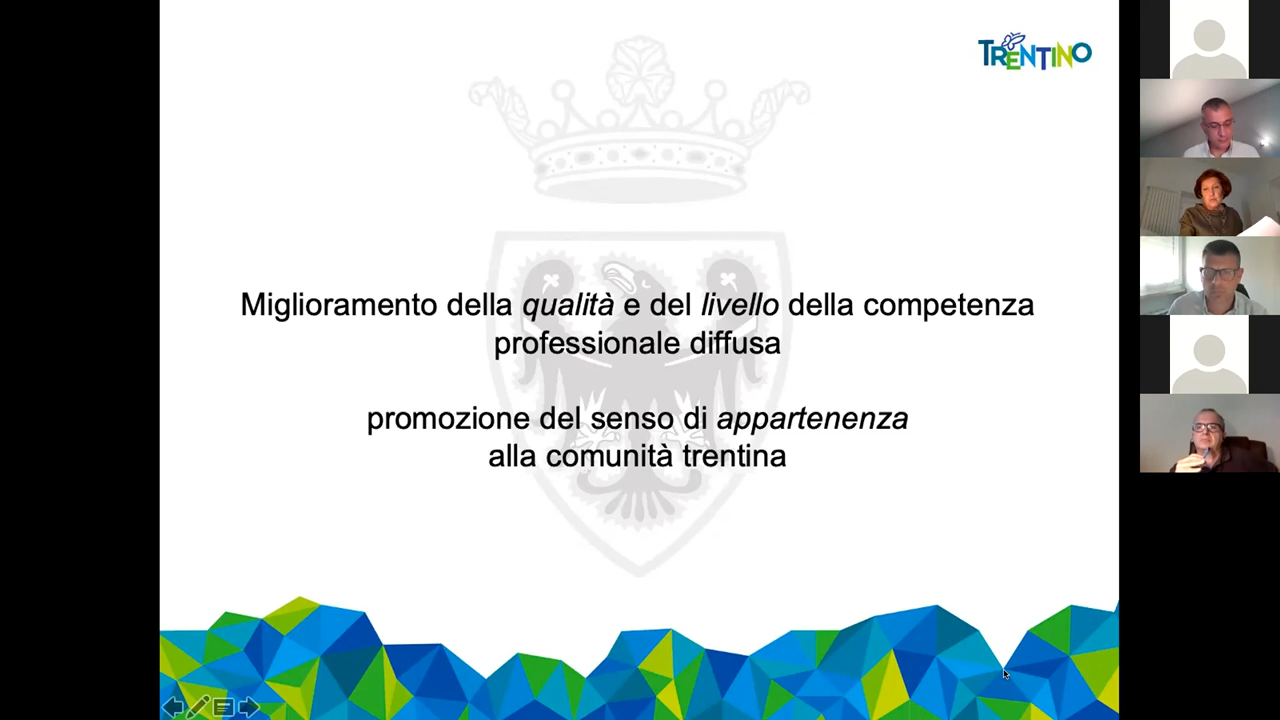 TRENTINO
Miglioramento della qualità e del livello della competenza
professionale diffusa
promozione del senso di appartenenza
alla comunità trentina